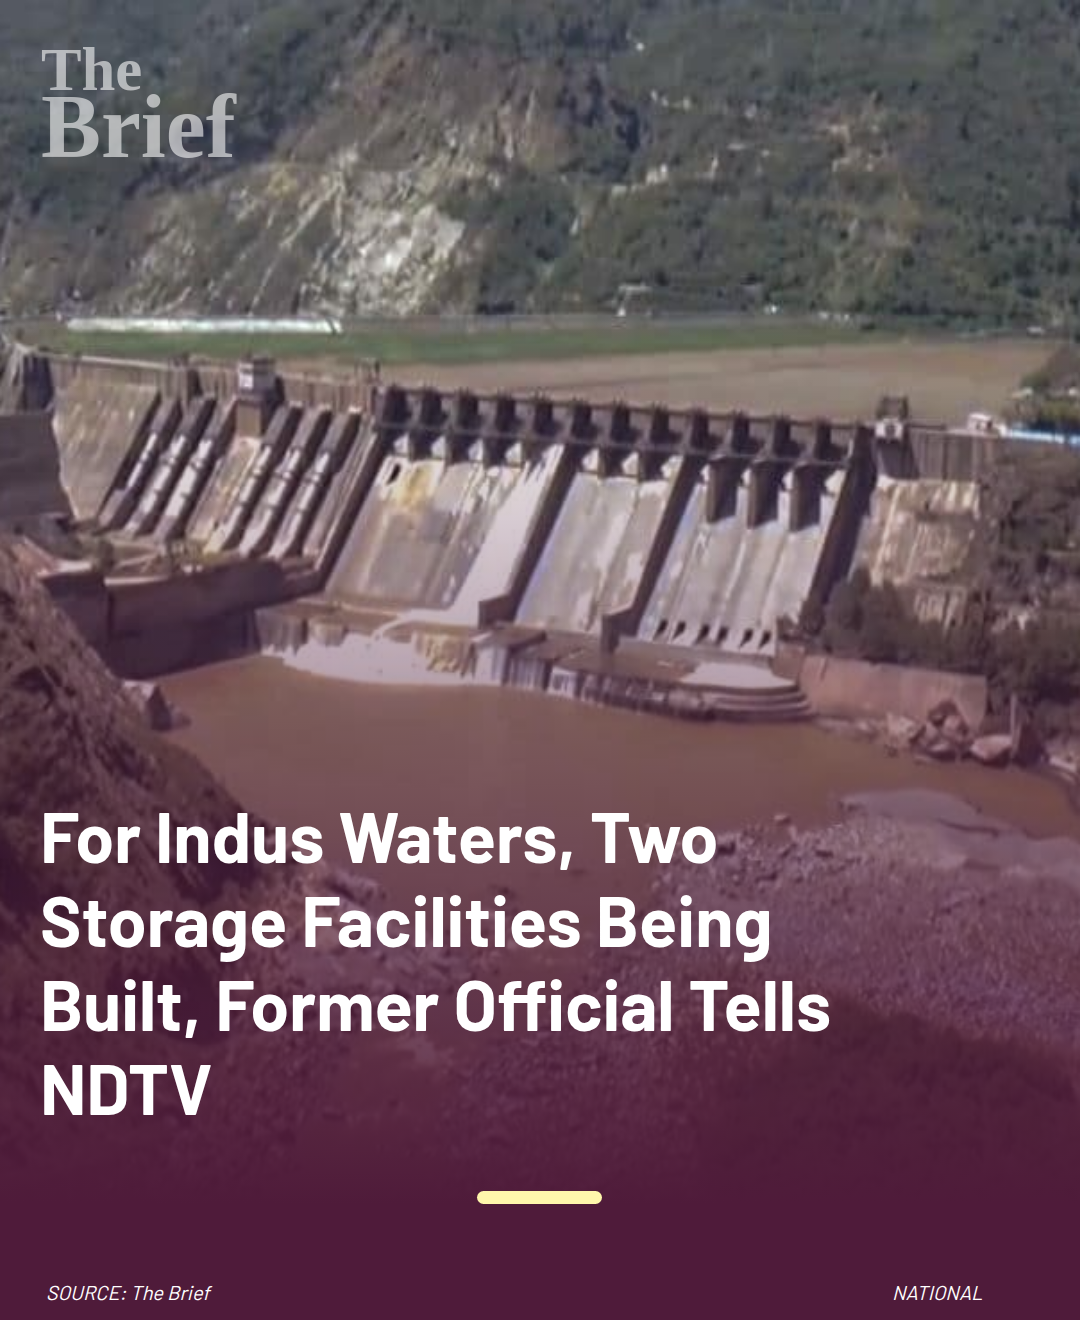 The
Brief
For Indus Waters, Two
Storage Facilities Being
Built, Former Official Tells
NDTV
SOURCE: The Brief
NATIONAL